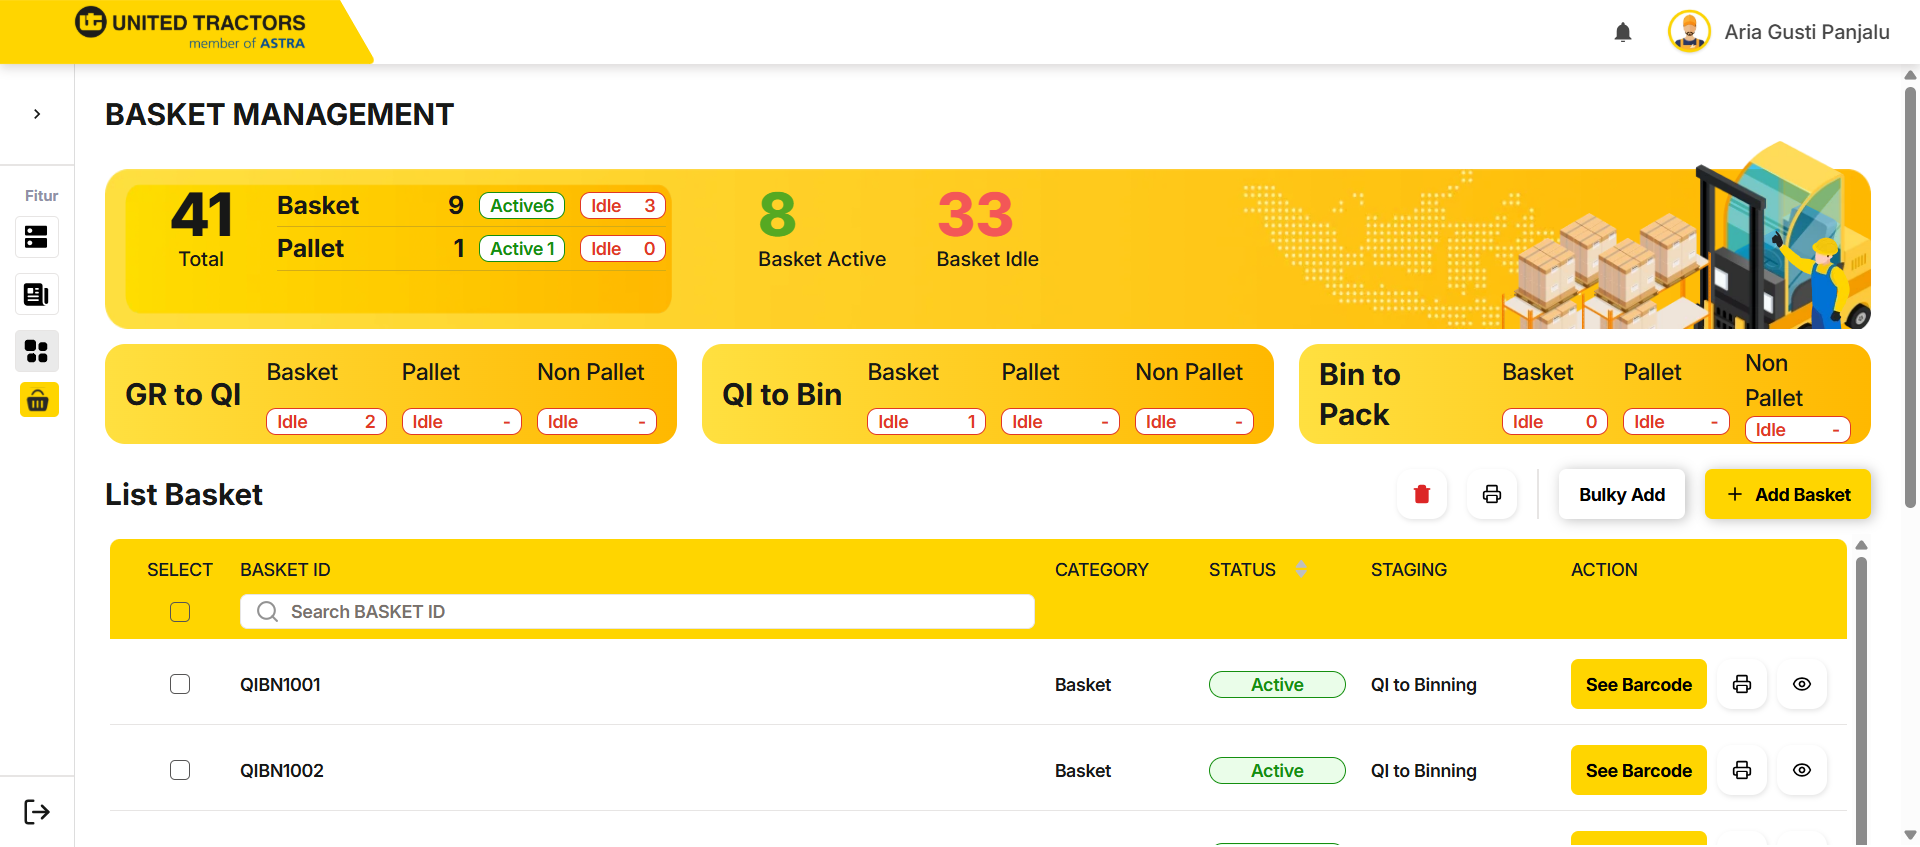 UNITED TRACTORS
member of ASTRA
Aria Gusti Panjalu
BASKET MANAGEMENT
Fitur
41
Total
Basket 9 Active6 Idle 3
Pallet 1 Active 1 Idle 0
8
Basket Active
33
Basket Idle
GR to QI
Basket Pallet Non Pallet
Idle 2 Idle - Idle -
QI to Bin
Basket Pallet Non Pallet
Idle 1 Idle - Idle -
Bin to
Pack
Basket Pallet Non
Pallet
Idle 0 Idle - Idle -
List Basket
Bulky Add
+ Add Basket
SELECT BASKET ID CATEGORY STATUS STAGING ACTION
Search BASKET ID
QIBN1001 Basket Active QI to Binning See Barcode
QIBN1002 Basket Active QI to Binning See Barcode